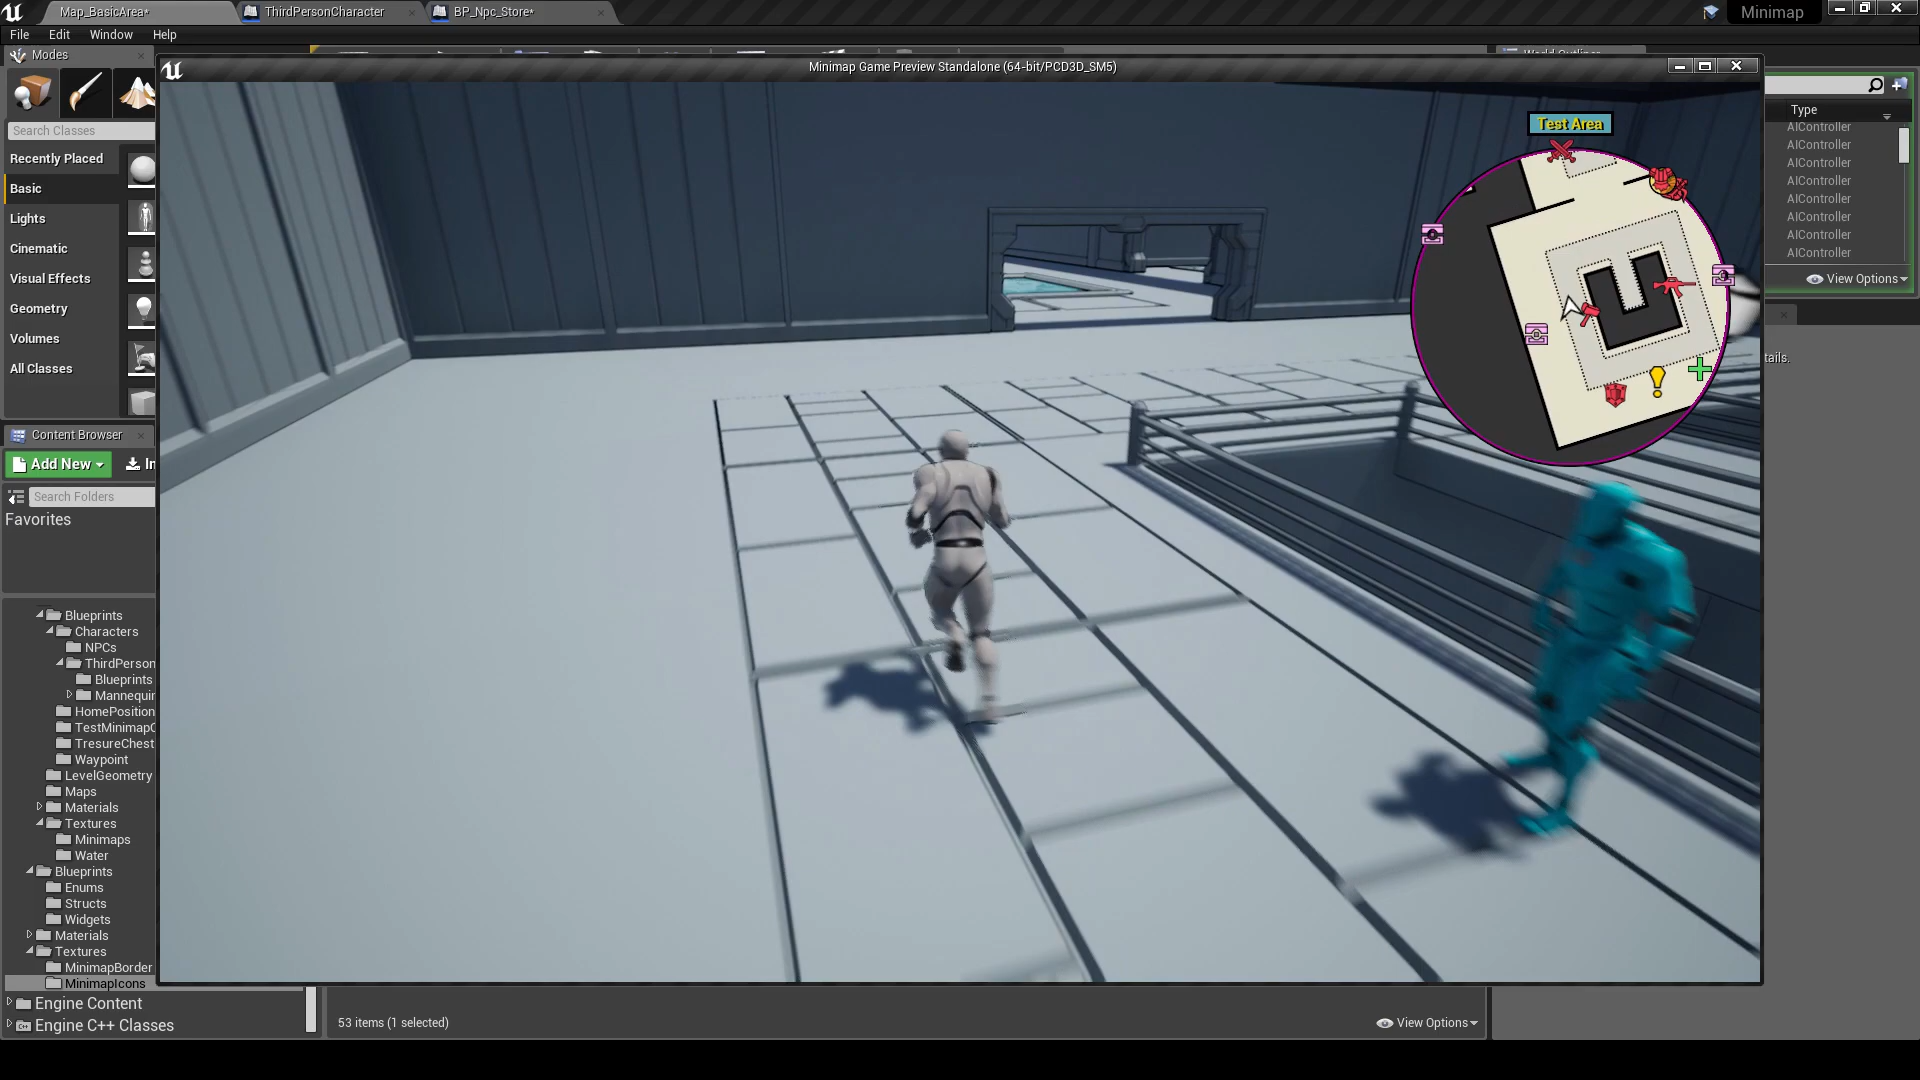 Map_BasicArea*
ThirdPersonCharacter
BP_Npc_Store*
Minimap
File
Edit
Window
Help
Modes
Minimap Game Preview Standalone (64-bit/PCD3D_SM5)
Search Classes
Recently Placed
Basic
Lights
Cinematic
Visual Effects
Geometry
Volumes
All Classes
Test Area
Type
AIController
AIController
AIController
AIController
AIController
AIController
AIController
AIController
View Options
tails.
Content Browser
Add New
Search Folders
Favorites
Blueprints
Characters
NPCs
ThirdPerson
Blueprints
Mannequin
HomePosition
TestMinimap
TresureChest
Waypoint
LevelGeometry
Maps
Materials
Textures
Minimaps
Water
Blueprints
Enums
Structs
Widgets
Materials
Textures
MinimapBorder
MinimapIcons
Engine Content
Engine C++ Classes
53 items (1 selected)
View Options